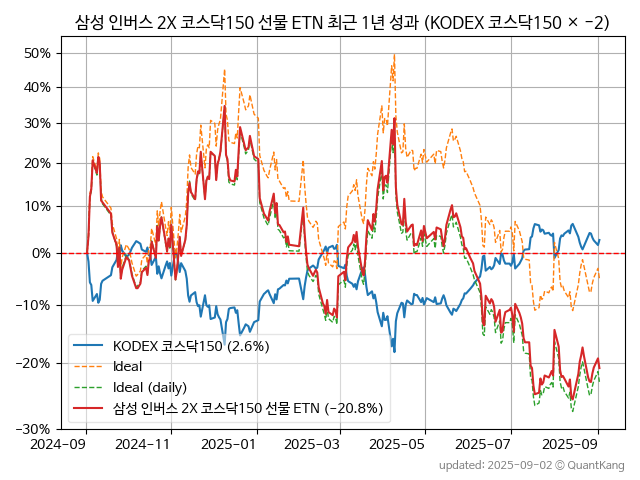 삼성 인버스 2X 코스닥150 선물 ETN 최근 1년 성과 (KODEX 코스닥150 × −2)
50%
40%
30%
20%
10%
0%
−10%
−20%
−30%
KODEX 코스닥150 (2.6%)
Ideal
Ideal (daily)
삼성 인버스 2X 코스닥150 선물 ETN (−20.8%)
2024-09
2024-11
2025-01
2025-03
2025-05
2025-07
2025-09
updated: 2025-09-02 © QuantKang